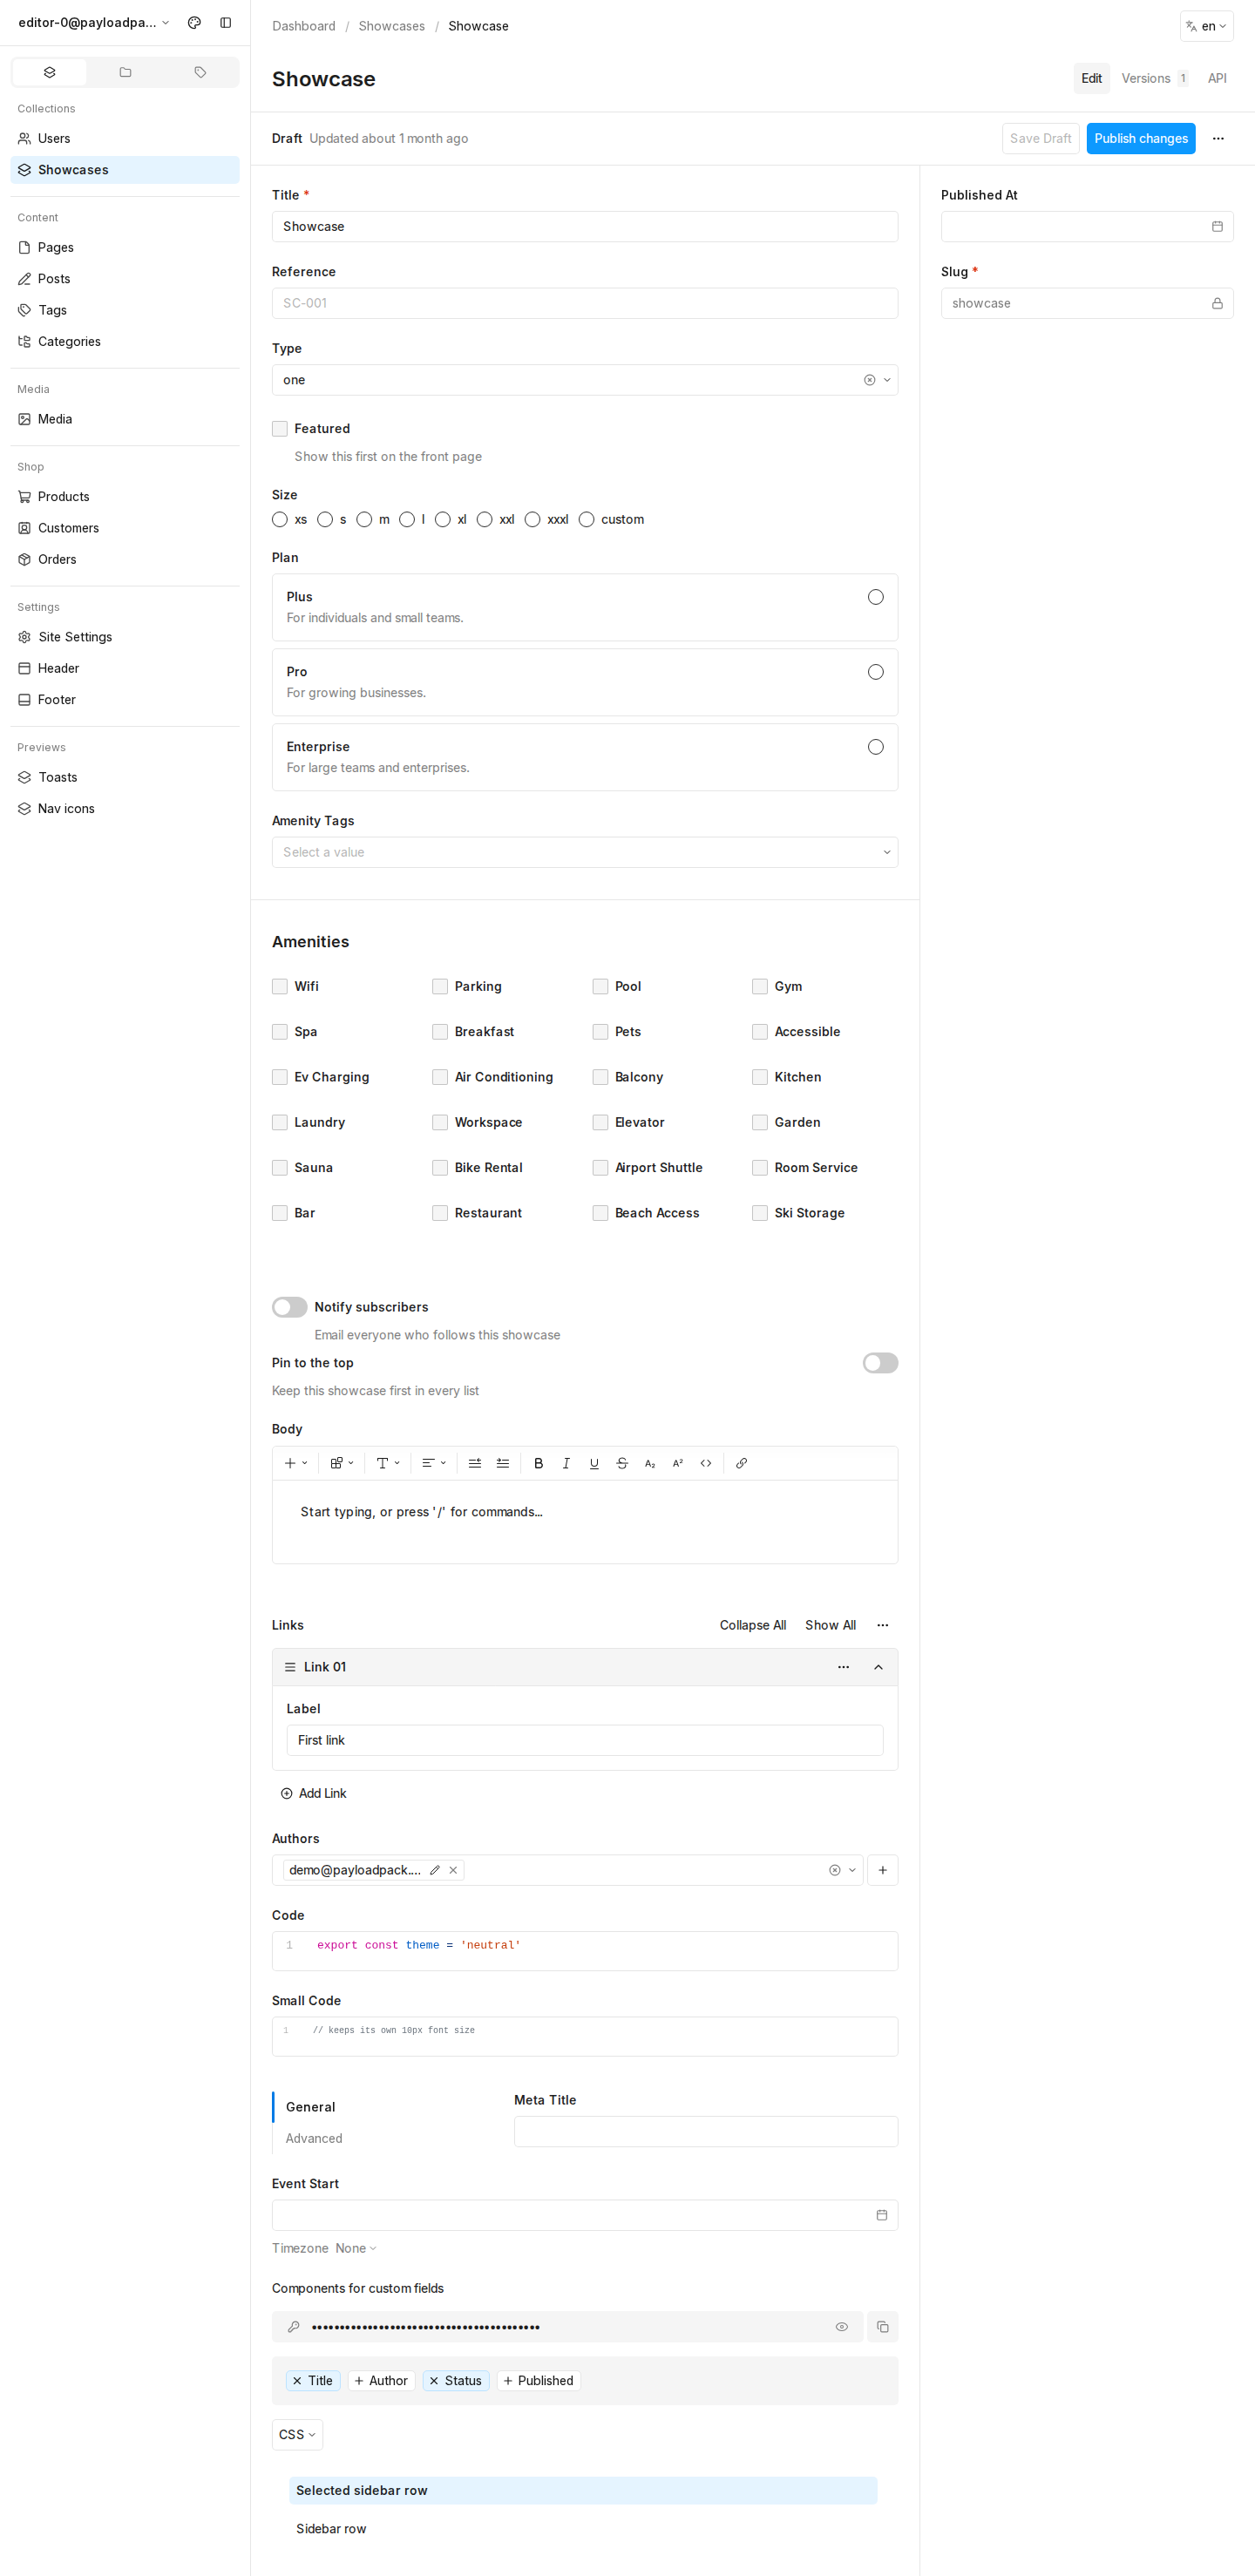 editor-0@payloadpa...
Collections
Users
Showcases
Content
Pages
Posts
Tags
Categories
Media
Media
Shop
Products
Customers
Orders
Settings
Site Settings
Header
Footer
Previews
Toasts
Nav icons
Dashboard / Showcases / Showcase
en
Showcase
Edit Versions 1 API
Draft Updated about 1 month ago
Save Draft Publish changes
Title *
Showcase
Reference
SC-001
Type
one
Featured
Show this first on the front page
Size
xs s m l xl xxl xxxl custom
Plan
Plus
For individuals and small teams.
Pro
For growing businesses.
Enterprise
For large teams and enterprises.
Amenity Tags
Select a value
Amenities
Wifi Parking Pool Gym
Spa Breakfast Pets Accessible
Ev Charging Air Conditioning Balcony Kitchen
Laundry Workspace Elevator Garden
Sauna Bike Rental Airport Shuttle Room Service
Bar Restaurant Beach Access Ski Storage
Notify subscribers
Email everyone who follows this showcase
Pin to the top
Keep this showcase first in every list
Body
Start typing, or press '/' for commands...
Links
Collapse All Show All
Link 01
Label
First link
Add Link
Authors
demo@payloadpack....
Code
1 export const theme = 'neutral'
Small Code
1 // keeps its own 10px font size
General
Advanced
Meta Title
Event Start
Timezone None
Components for custom fields
Title Author Status Published
CSS
Selected sidebar row
Sidebar row
Published At
Slug *
showcase